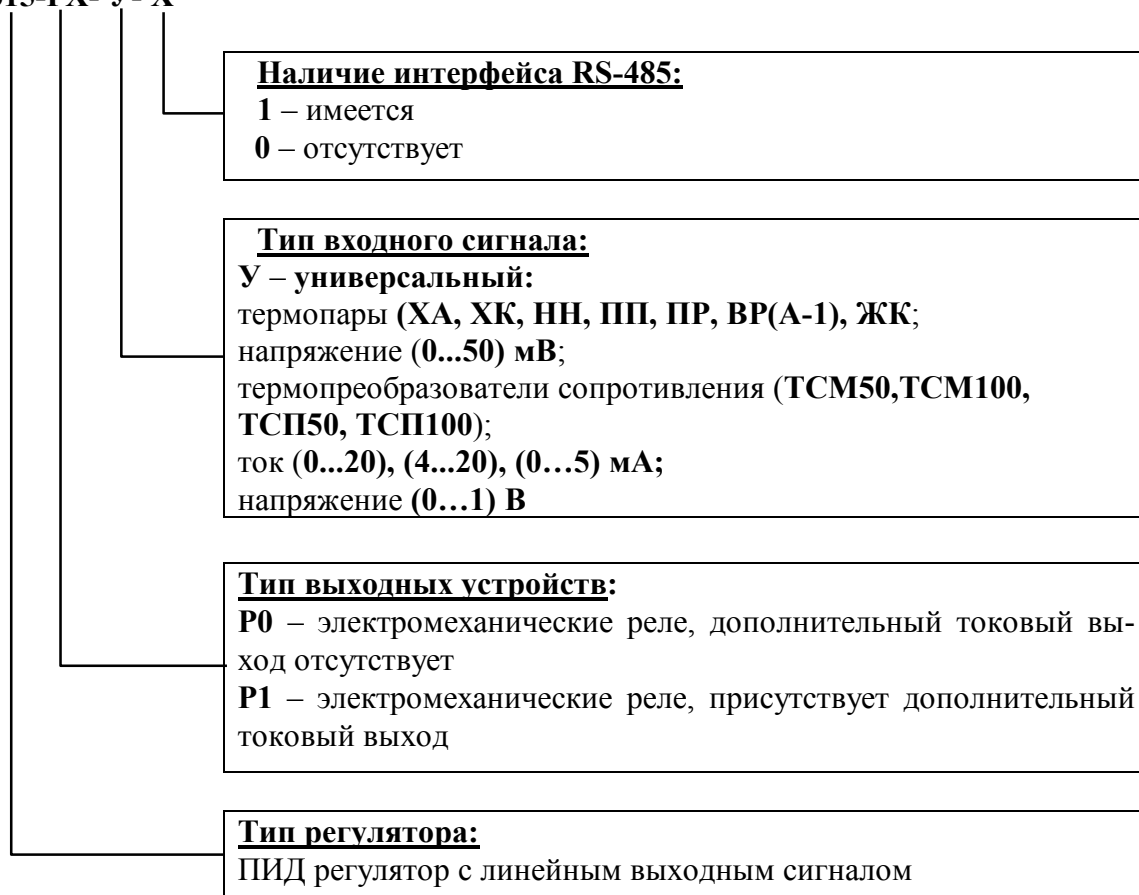 Наличие интерфейса RS-485:
1 – имеется
0 – отсутствует
Тип входного сигнала:
У – универсальный:
термопары (ХА, ХК, НН, ПП, ПР, ВР(А-1), ЖК;
напряжение (0...50) мВ;
термопреобразователи сопротивления (ТСМ50,ТСМ100,
ТСП50, ТСП100);
ток (0...20), (4...20), (0…5) мА;
напряжение (0…1) В
Тип выходных устройств:
Р0 – электромеханические реле, дополнительный токовый вы-
ход отсутствует
Р1 – электромеханические реле, присутствует дополнительный
токовый выход
Тип регулятора:
ПИД регулятор с линейным выходным сигналом